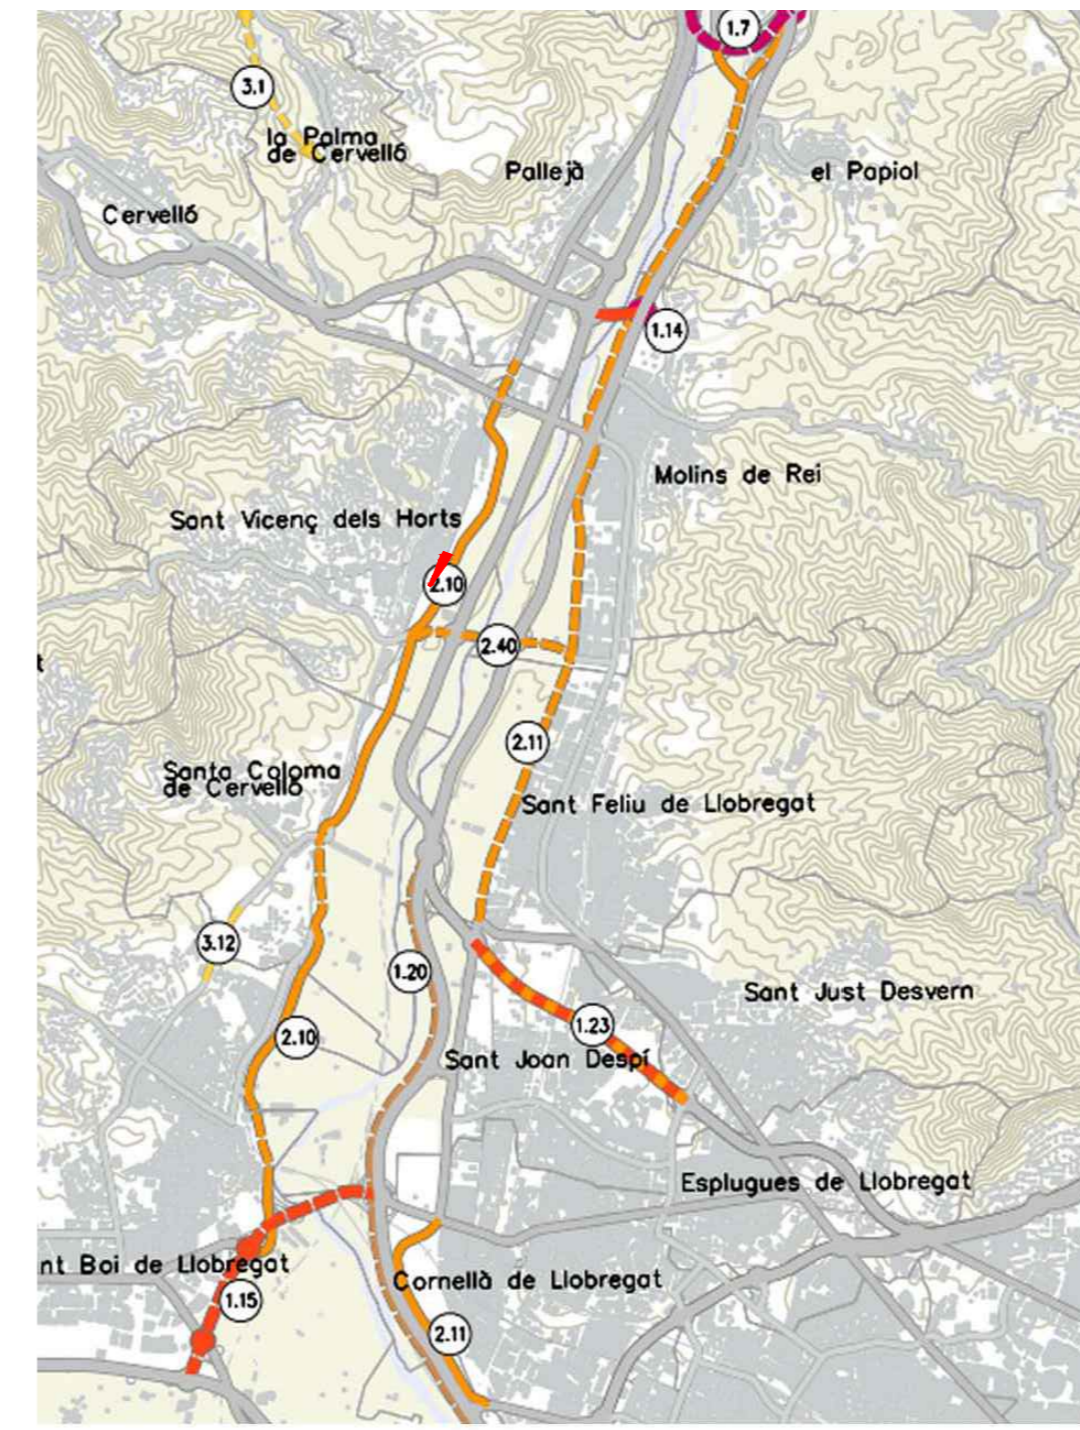 1.7
3.1
la Palma
de Cervelló
Pallejà
el Papiol
Cervelló
1.14
Molins de Rei
Sant Vicenç dels Horts
2.10
2.40
t
2.11
Santa Coloma
de Cervelló
Sant Feliu de Llobregat
3.12
1.20
Sant Just Desvern
1.23
2.10
Sant Joan Despí
Esplugues de Llobregat
nt Boi de Llobregat
Cornellà de Llobregat
1.15
2.11